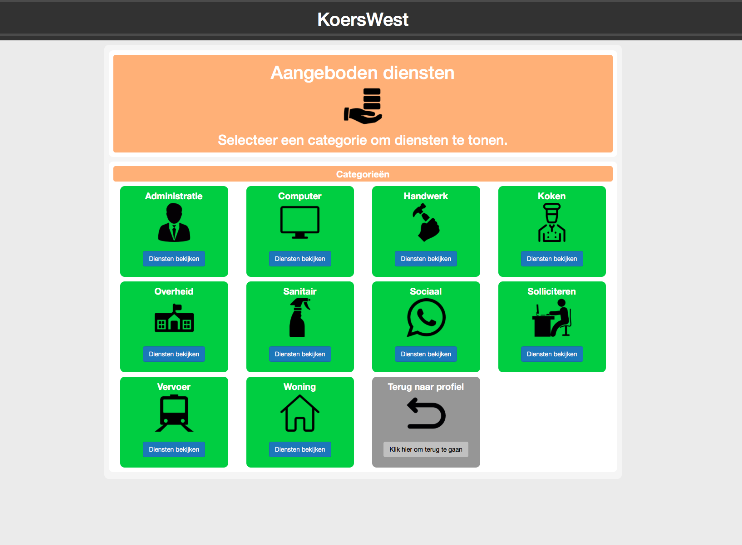 KoersWest
Aangeboden diensten
Selecteer een categorie om diensten te tonen.
Categorieën
Administratie
Diensten bekijken
Computer
Diensten bekijken
Handwerk
Diensten bekijken
Koken
Diensten bekijken
Overheid
Diensten bekijken
Sanitair
Diensten bekijken
Sociaal
Diensten bekijken
Solliciteren
Diensten bekijken
Vervoer
Diensten bekijken
Woning
Diensten bekijken
Terug naar profiel
Klik hier om terug te gaan